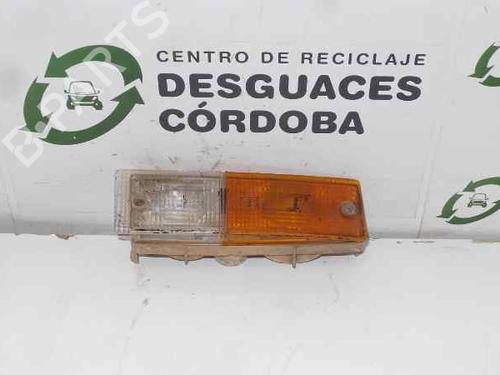 CENTRO DE RECICLAJE
DESGUACES
CÓRDOBA
B-PARTS